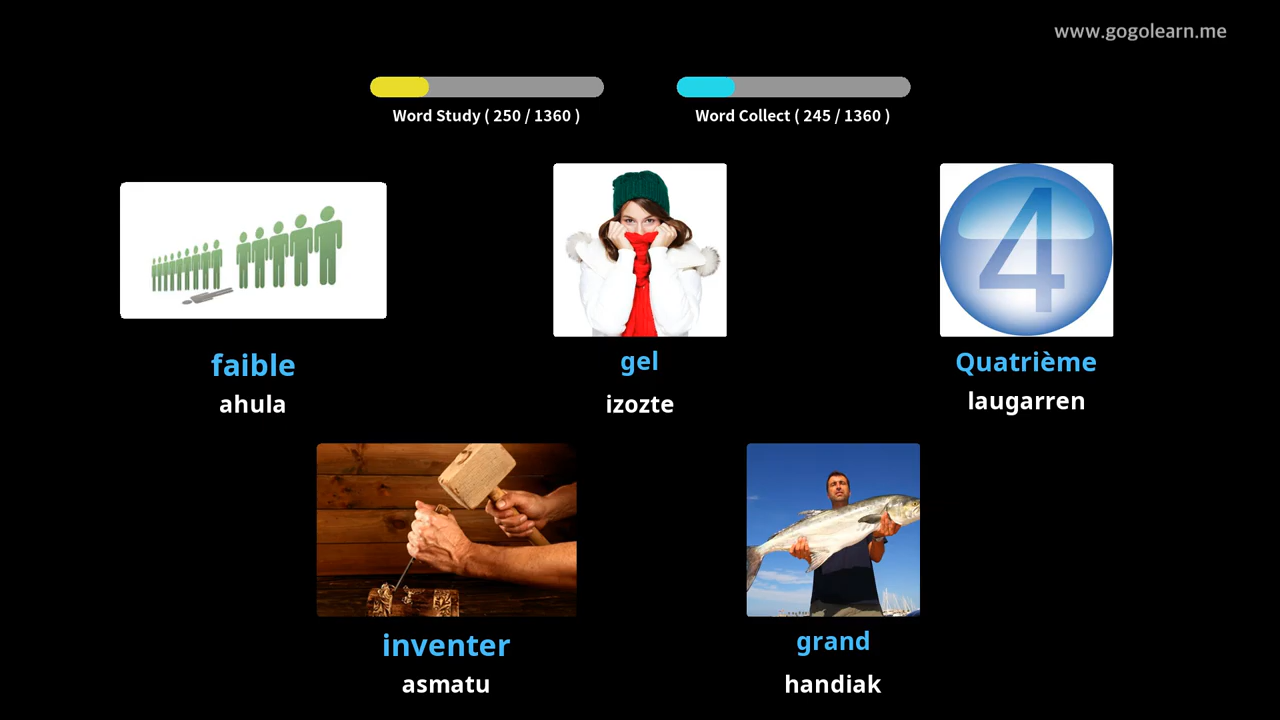 www.gogolearn.me
Word Study ( 250 / 1360 )
Word Collect ( 245 / 1360 )
4
faible
ahula
gel
izozte
Quatrième
laugarren
inventer
asmatu
grand
handiak